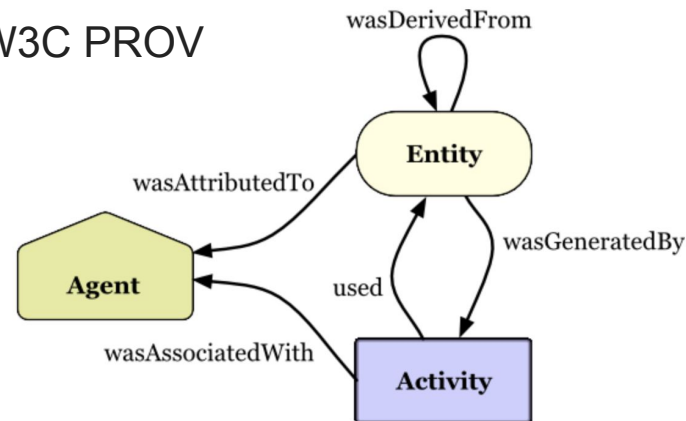 W3C PROV
wasDerivedFrom
Entity
wasAttributedTo
wasGeneratedBy
Agent
used
wasAssociatedWith
Activity